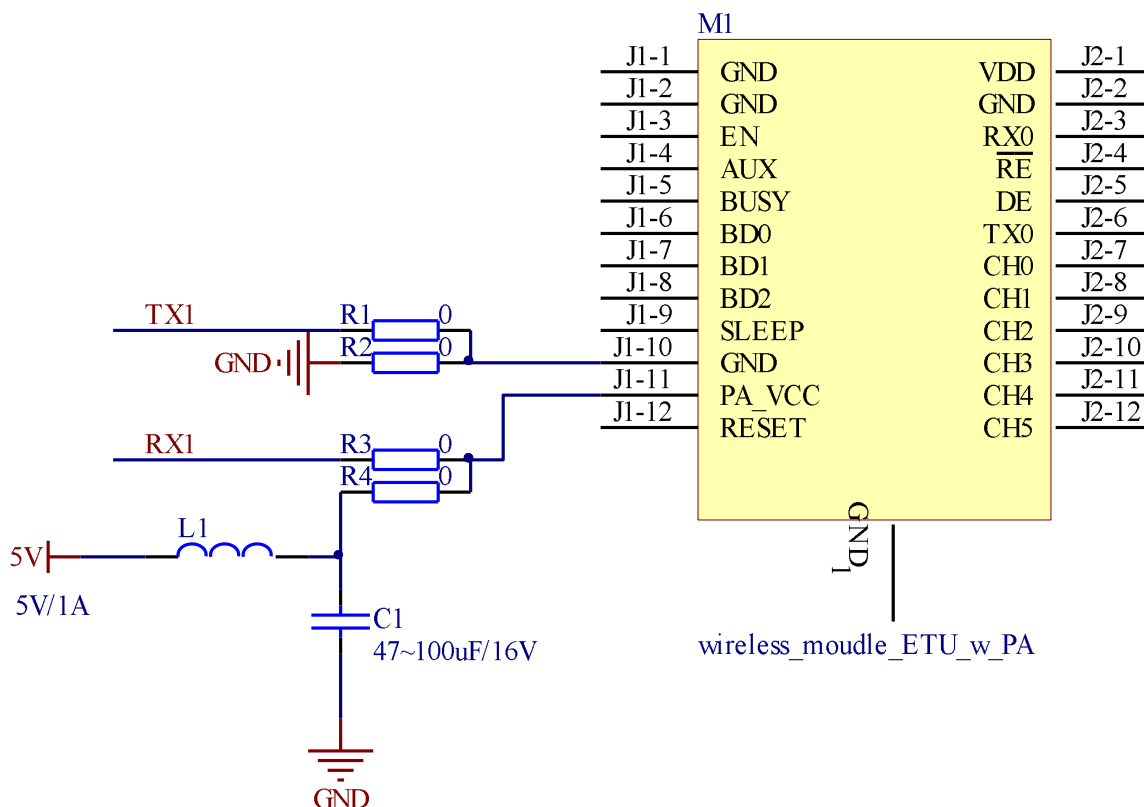 M1
J1-1 GND VDD J2-1
J1-2 GND GND J2-2
J1-3 EN RX0 J2-3
J1-4 AUX RE J2-4
J1-5 BUSY DE J2-5
J1-6 BD0 TX0 J2-6
J1-7 BD1 CH0 J2-7
J1-8 BD2 CH1 J2-8
J1-9 SLEEP CH2 J2-9
J1-10 GND CH3 J2-10
J1-11 PA_VCC CH4 J2-11
J1-12 RESET CH5 J2-12
GND
1
wireless_moudle_ETU_w_PA
TX1 R1 0
GND R2 0
RX1 R3 0
R4 0
L1
5V
5V/1A
C1
47~100uF/16V
GND